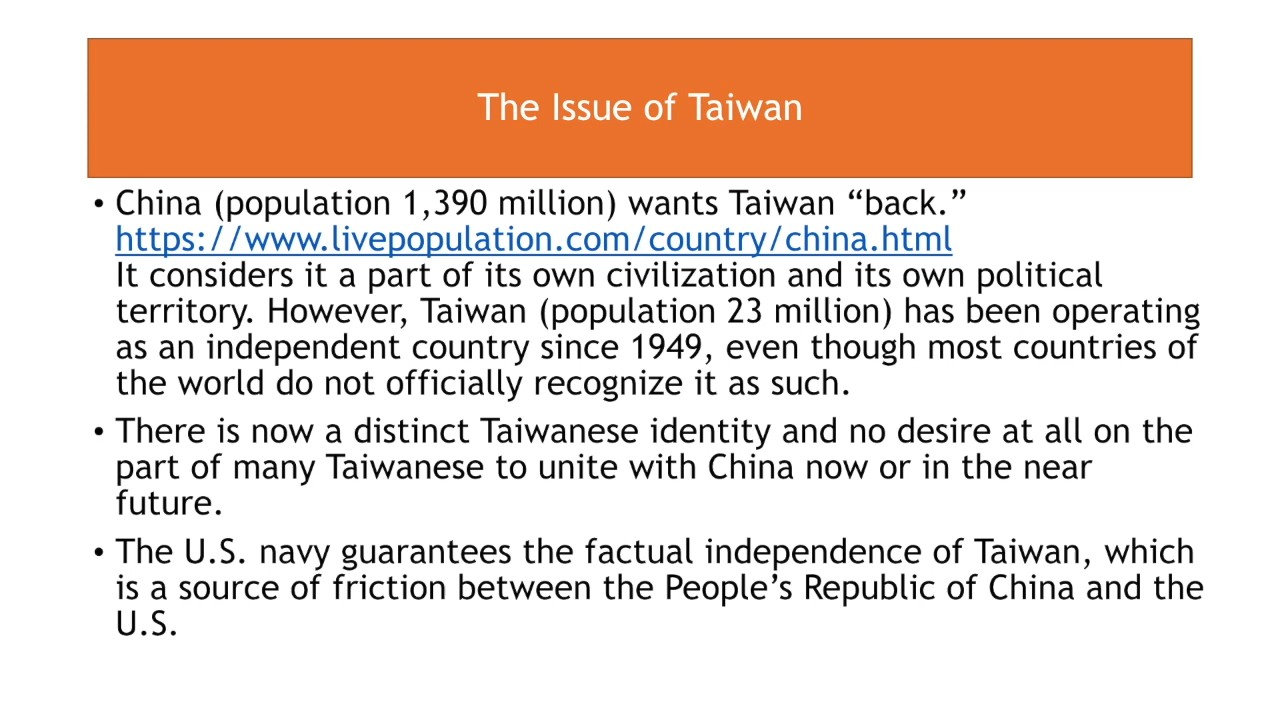 The Issue of Taiwan
• China (population 1,390 million) wants Taiwan “back.”
https://www.livepopulation.com/country/china.html
It considers it a part of its own civilization and its own political
territory. However, Taiwan (population 23 million) has been operating
as an independent country since 1949, even though most countries of
the world do not officially recognize it as such.
• There is now a distinct Taiwanese identity and no desire at all on the
part of many Taiwanese to unite with China now or in the near
future.
• The U.S. navy guarantees the factual independence of Taiwan, which
is a source of friction between the People’s Republic of China and the
U.S.